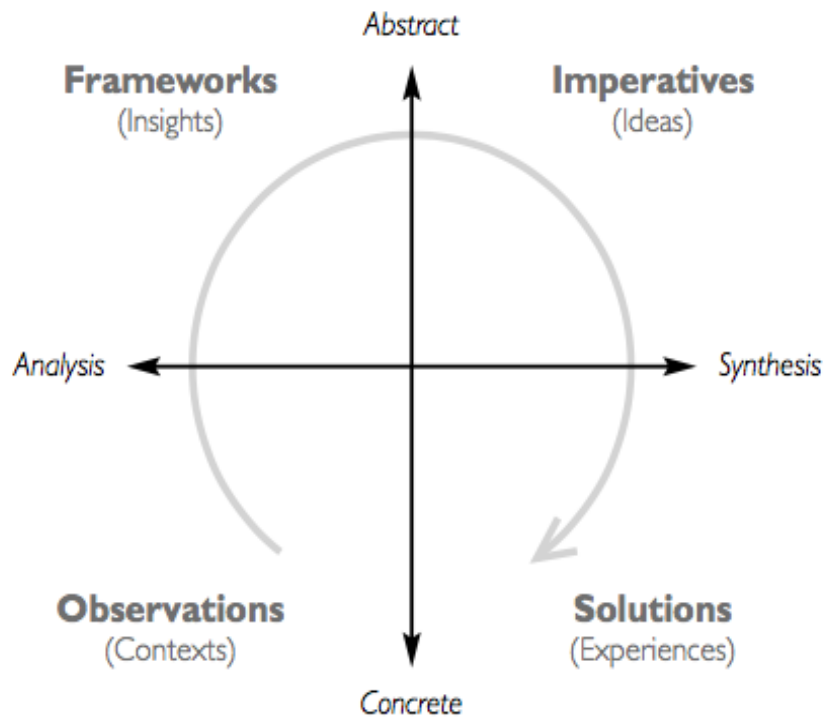 Abstract
Frameworks
(Insights)
Imperatives
(Ideas)
Analysis
Synthesis
Observations
(Contexts)
Solutions
(Experiences)
Concrete